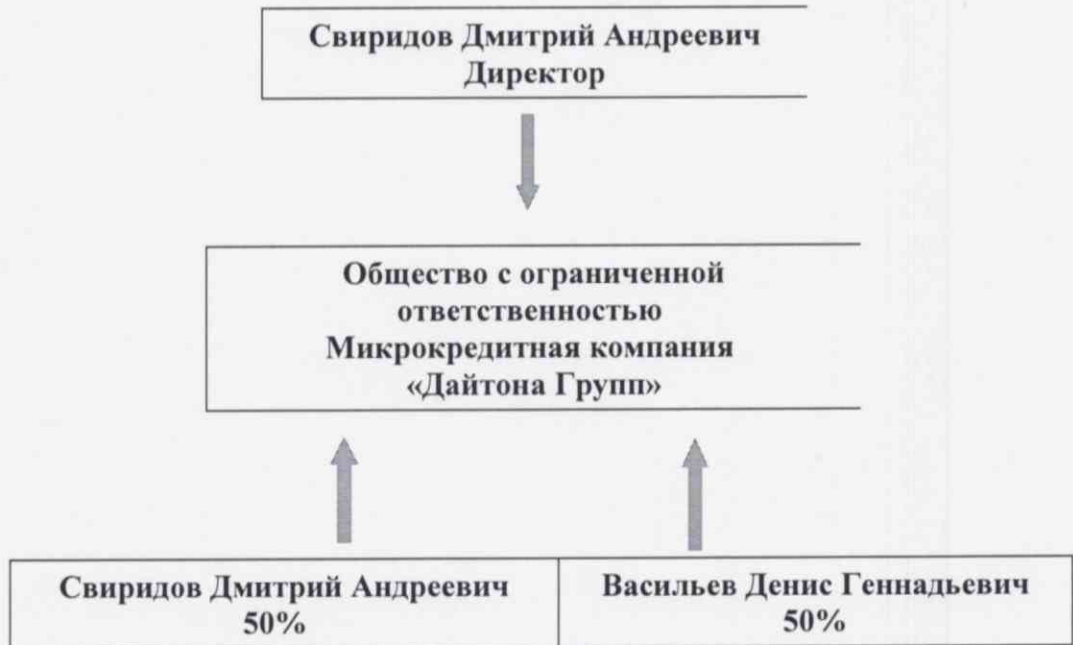 Свиридов Дмитрий Андреевич
Директор
Общество с ограниченной
ответственностью
Микрокредитная компания
«Дайтона Групп»
Свиридов Дмитрий Андреевич
50%
Васильев Денис Геннадьевич
50%